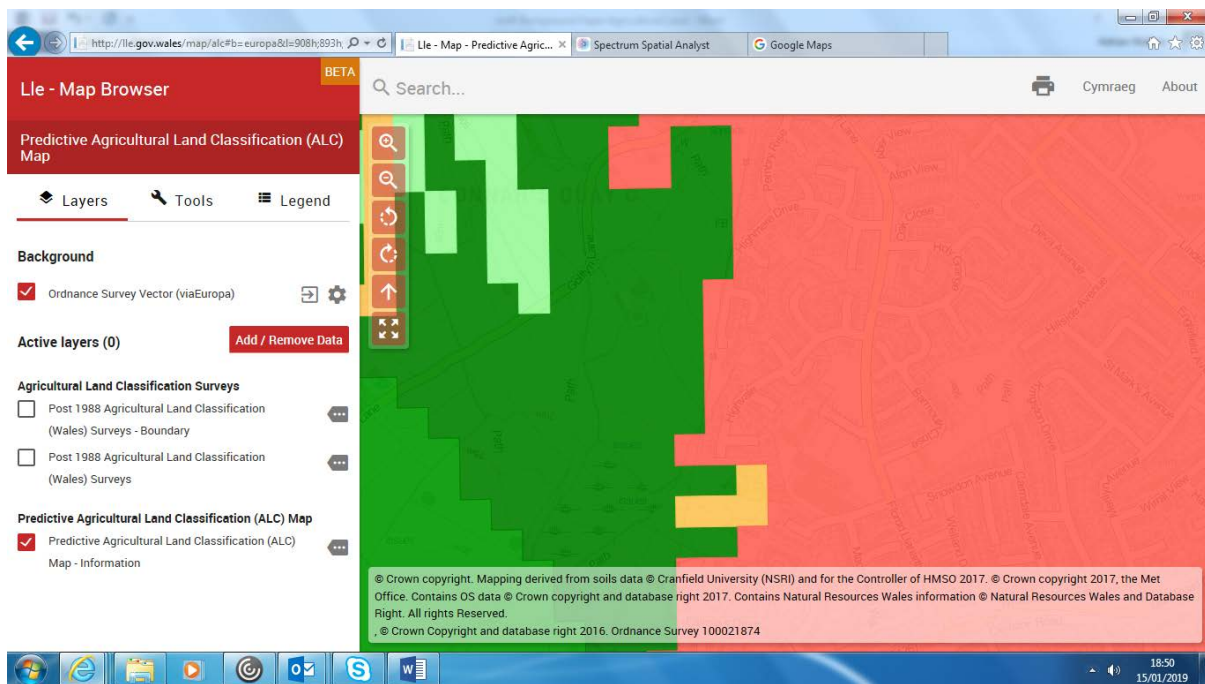 http://lle.gov.wales/map/alc#b=europa&l=908h;893h;
Lle - Map - Predictive Agric...
Spectrum Spatial Analyst
Google Maps
Lle - Map Browser
BETA
Search...
Cymraeg
About
Predictive Agricultural Land Classification (ALC)
Map
Layers
Tools
Legend
Background
Ordnance Survey Vector (viaEuropa)
Active layers (0)
Add / Remove Data
Agricultural Land Classification Surveys
Post 1988 Agricultural Land Classification
(Wales) Surveys - Boundary
Post 1988 Agricultural Land Classification
(Wales) Surveys
Predictive Agricultural Land Classification (ALC) Map
Predictive Agricultural Land Classification (ALC)
Map - Information
Path
Afon View
Highmere Drive
Path
Path
© Crown copyright. Mapping derived from soils data © Cranfield University (NSRI) and for the Controller of HMSO 2017. © Crown copyright 2017, the Met
Office. Contains OS data © Crown copyright and database right 2017. Contains Natural Resources Wales information © Natural Resources Wales and Database
Right. All rights Reserved.
, © Crown Copyright and database right 2016. Ordnance Survey 100021874
18:50
15/01/2019